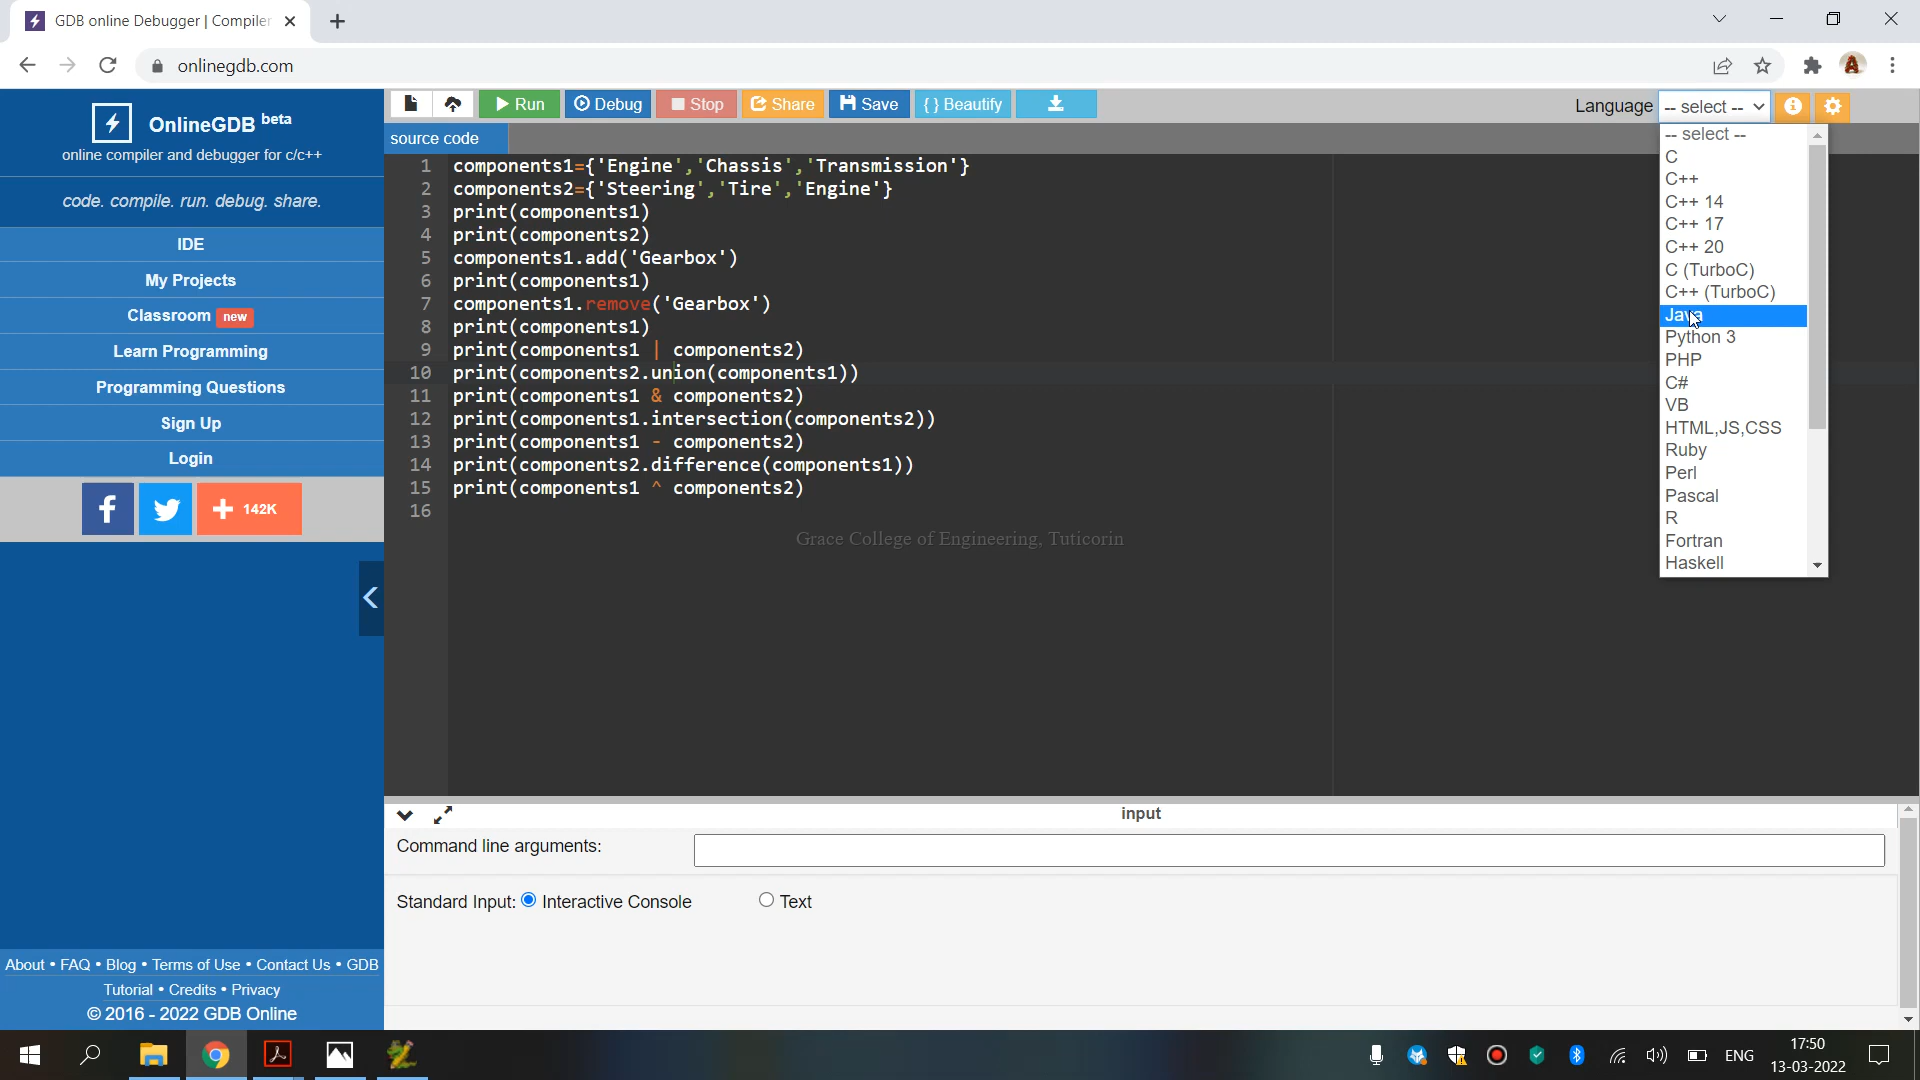 GDB online Debugger | Compiler
onlinegdb.com
OnlineGDB beta
online compiler and debugger for c/c++
code. compile. run. debug. share.
IDE
My Projects
Classroom new
Learn Programming
Programming Questions
Sign Up
Login
f + 142K
About • FAQ • Blog • Terms of Use • Contact Us • GDB
Tutorial • Credits • Privacy
© 2016 - 2022 GDB Online
Run Debug Stop Share Save { } Beautify
Language -- select --
source code
1 components1={'Engine','Chassis','Transmission'}
2 components2={'Steering','Tire','Engine'}
3 print(components1)
4 print(components2)
5 components1.add('Gearbox')
6 print(components1)
7 components1.remove('Gearbox')
8 print(components1)
9 print(components1 | components2)
10 print(components2.union(components1))
11 print(components1 & components2)
12 print(components1.intersection(components2))
13 print(components1 - components2)
14 print(components2.difference(components1))
15 print(components1 ^ components2)
16
Grace College of Engineering, Tuticorin
-- select --
C
C++
C++ 14
C++ 17
C++ 20
C (TurboC)
C++ (TurboC)
Java
Python 3
PHP
C#
VB
HTML,JS,CSS
Ruby
Perl
Pascal
R
Fortran
Haskell
input
Command line arguments:
Standard Input: Interactive Console Text
ENG
17:50
13-03-2022